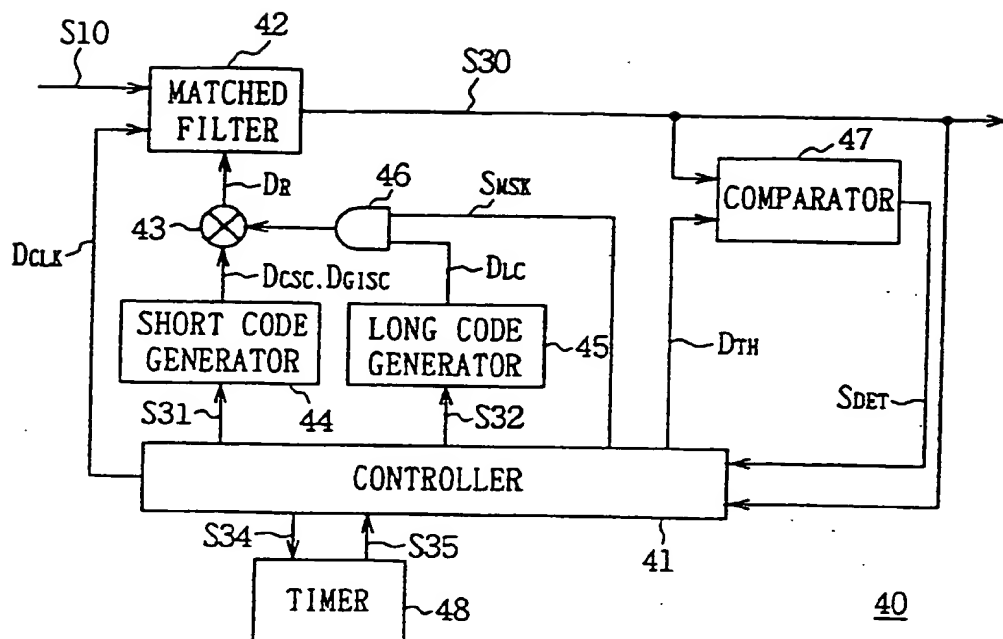 S10
42
MATCHED
FILTER
S30
47
COMPARATOR
DR
46
SMSK
43
DCLK
DCSC.DGISC
DLC
SHORT CODE
GENERATOR
44
LONG CODE
GENERATOR
45
DTH
SDET
S31
S32
CONTROLLER
41
S34
S35
TIMER
48
40